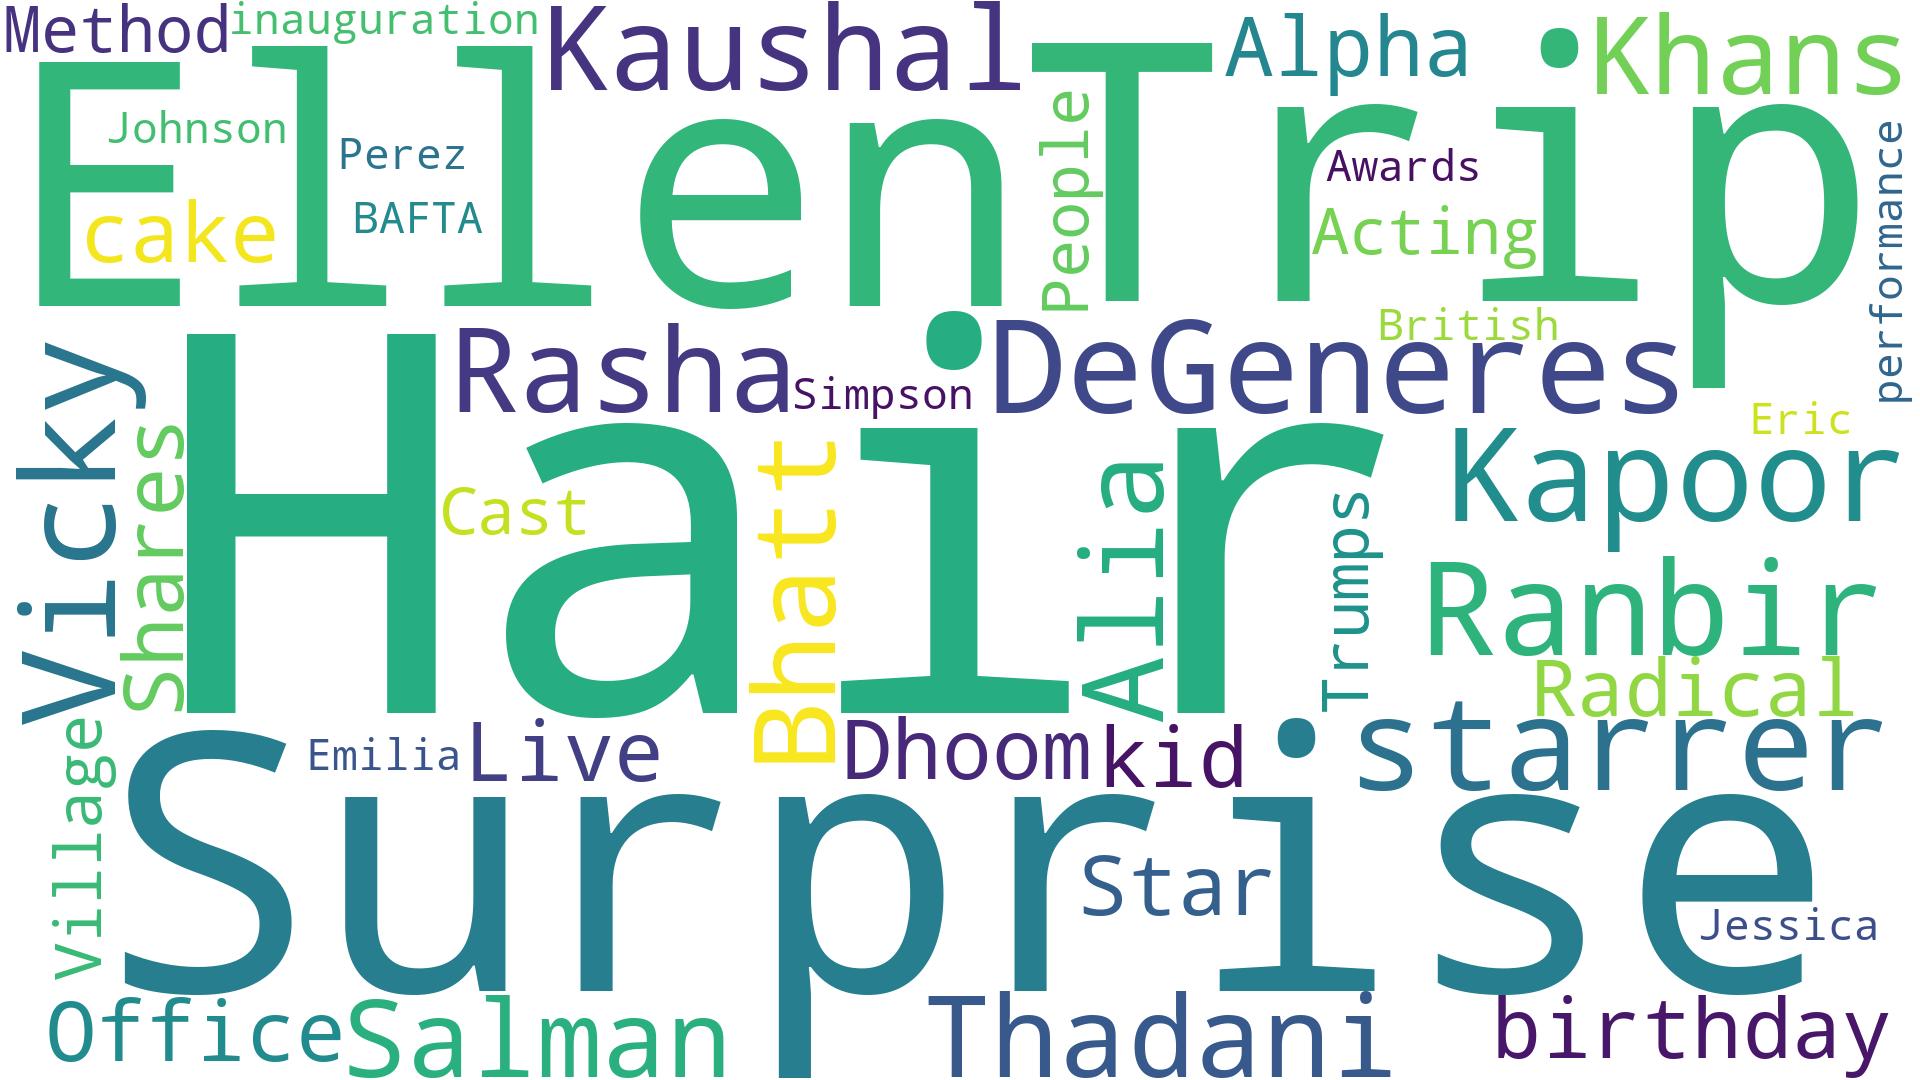 Method
inauguration
Kaushal
Alpha
Khans
Ellen
Trip
Johnson
Perez
People
Awards
performance
cake
BAFTA
Acting
British
Vicky
Hair
Rasha
Simpson
DeGeneres
Eric
Shares
Cast
Bhatt
Alia
Trumps
Kapoor
Ranbir
Radical
Village
Surprise
Emilia
Live
Dhoom
kid
starrer
Star
Jessica
Office
Salman
Thadani
birthday